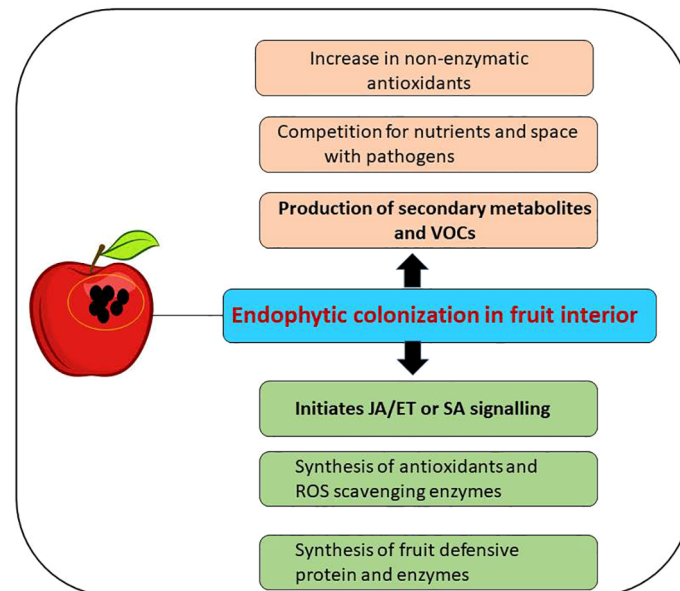 Increase in non-enzymatic
antioxidants
Competition for nutrients and space
with pathogens
Production of secondary metabolites
and VOCs
Endophytic colonization in fruit interior
Initiates JA/ET or SA signalling
Synthesis of antioxidants and
ROS scavenging enzymes
Synthesis of fruit defensive
protein and enzymes